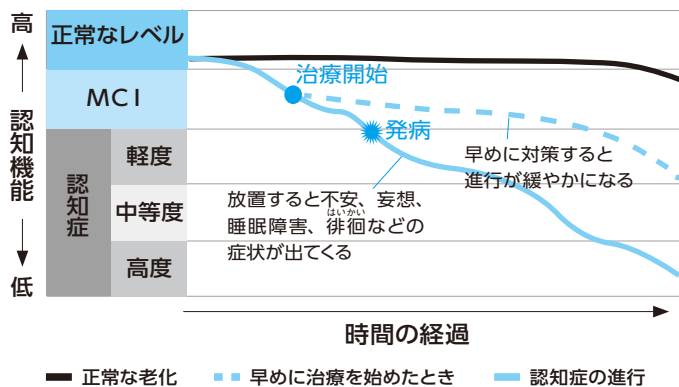 高
認知機能
低
正常なレベル
MCI
認知症
軽度
中等度
高度
治療開始
発病
早めに対策すると
進行が緩やかになる
放置すると不安、妄想、
はいかい
睡眠障害、徘徊などの
症状が出てくる
時間の経過
正常な老化
早めに治療を始めたとき
認知症の進行